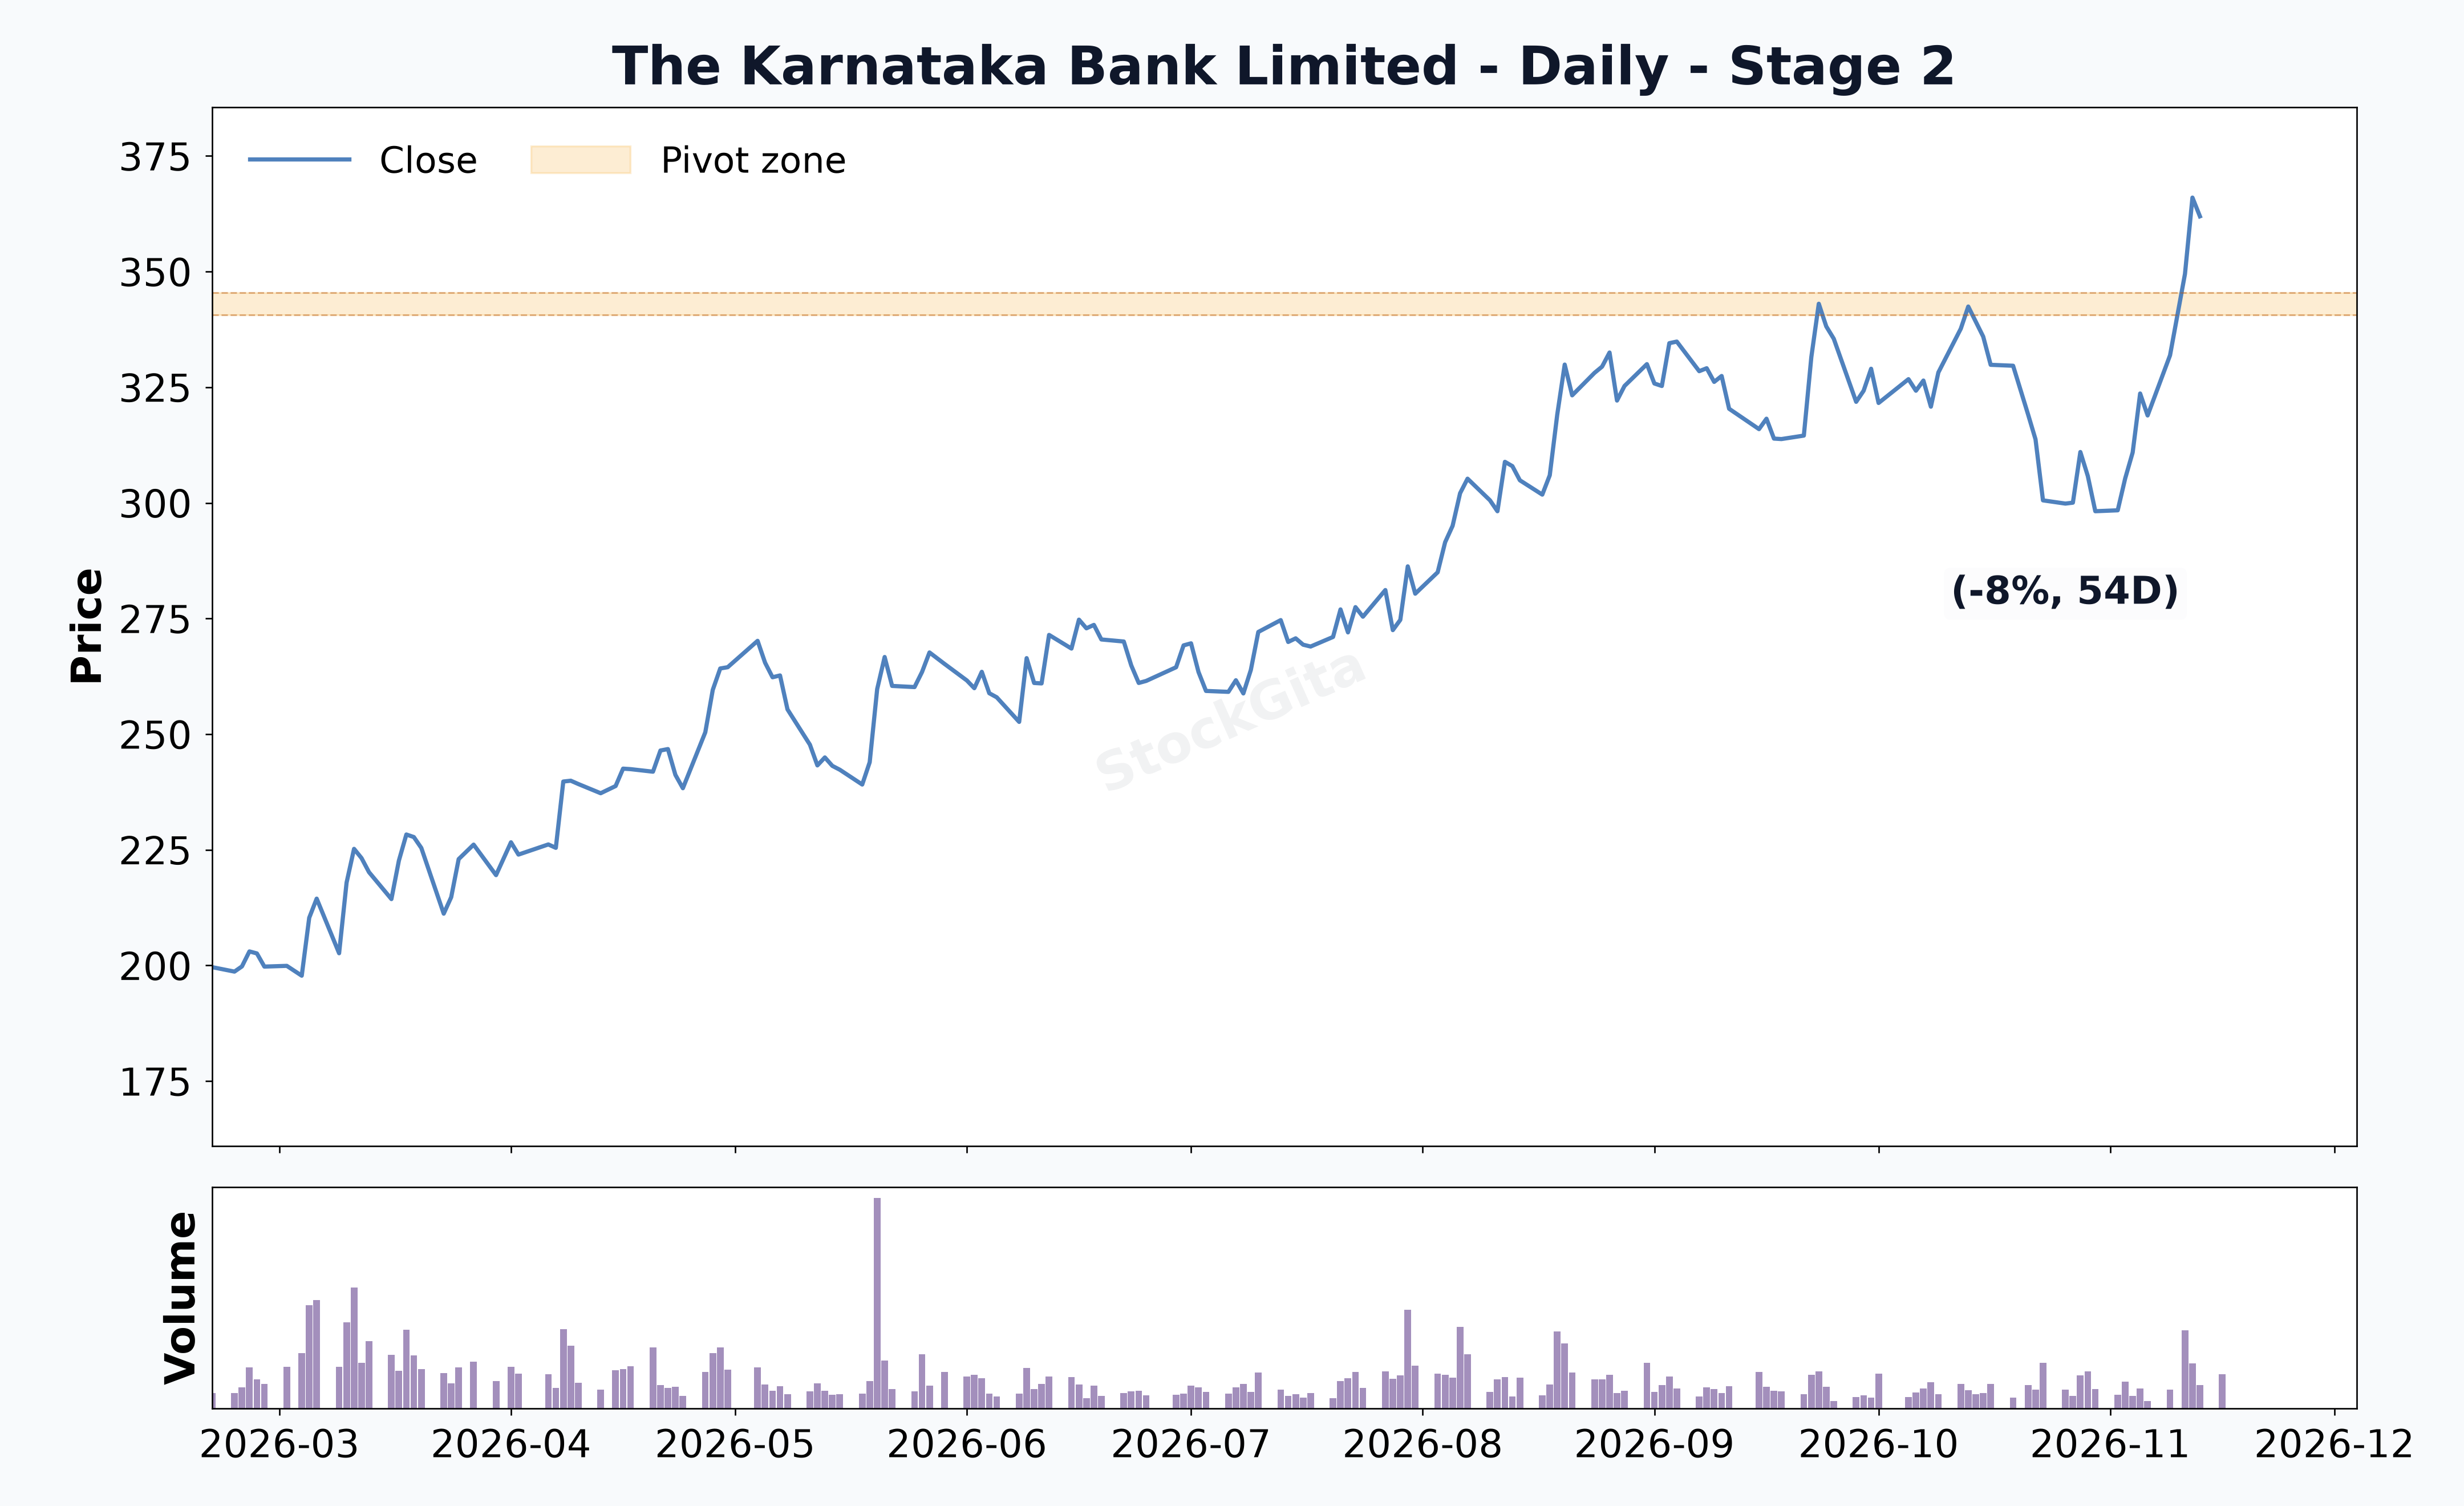 The Karnataka Bank Limited - Daily - Stage 2
Close
Pivot zone
Price
375
350
325
300
275
250
225
200
175
(-8%, 54D)
StockGita
Volume
2026-03
2026-04
2026-05
2026-06
2026-07
2026-08
2026-09
2026-10
2026-11
2026-12